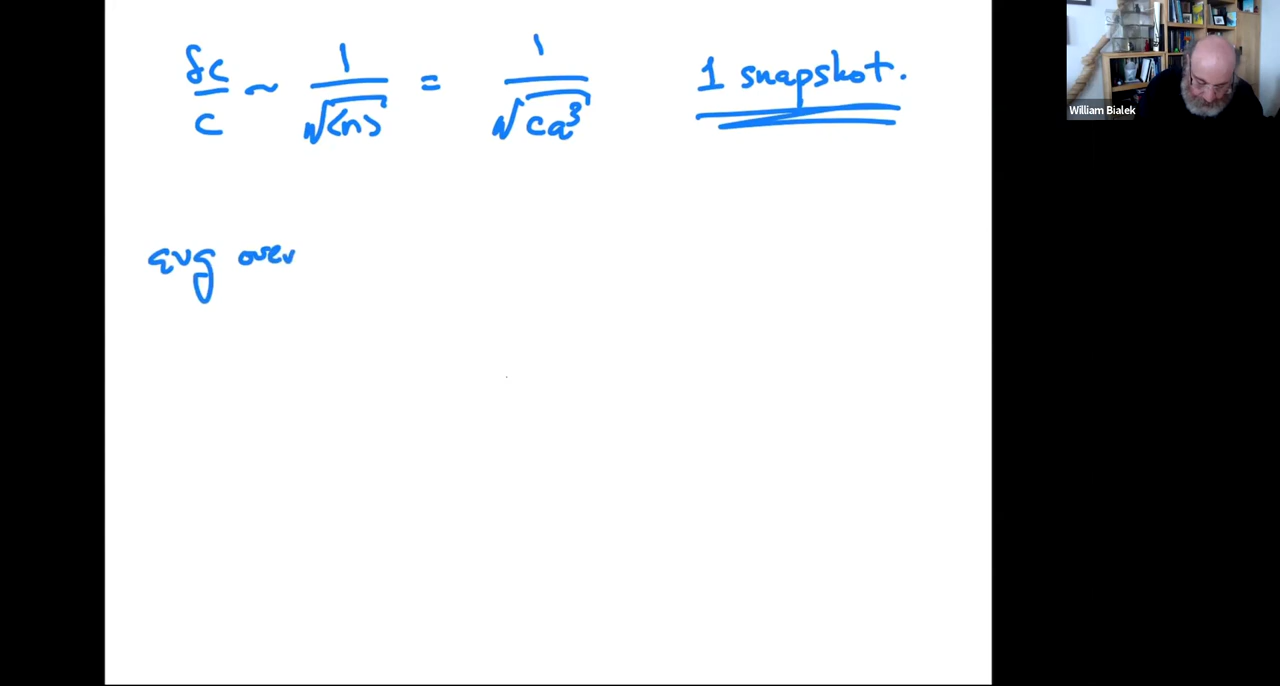 δc/c ~ 1/√⟨n⟩ = 1/√(ca³) 1 snapshot.
avg over
William Bialek